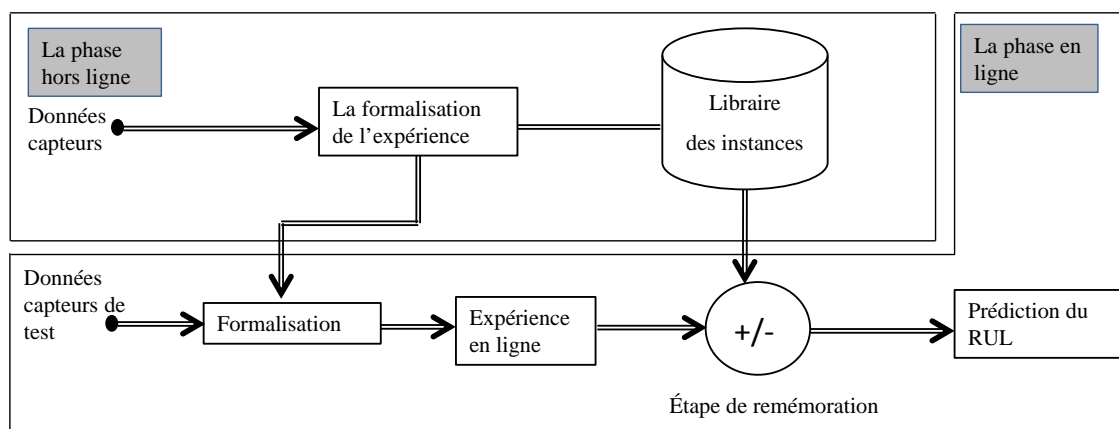 La phase
hors ligne
La phase en
ligne
Données
capteurs
La formalisation
de l’expérience
Libraire
des instances
Données
capteurs de
test
Formalisation
Expérience
en ligne
+/-
Prédiction du
RUL
Étape de remémoration